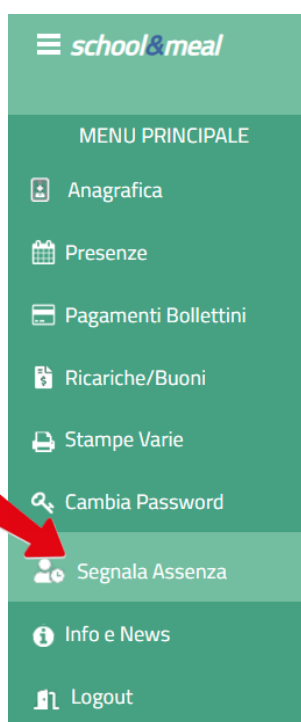 school&meal
MENU PRINCIPALE
Anagrafica
Presenze
Pagamenti Bollettini
Ricariche/Buoni
Stampe Varie
Cambia Password
Segnala Assenza
Info e News
Logout